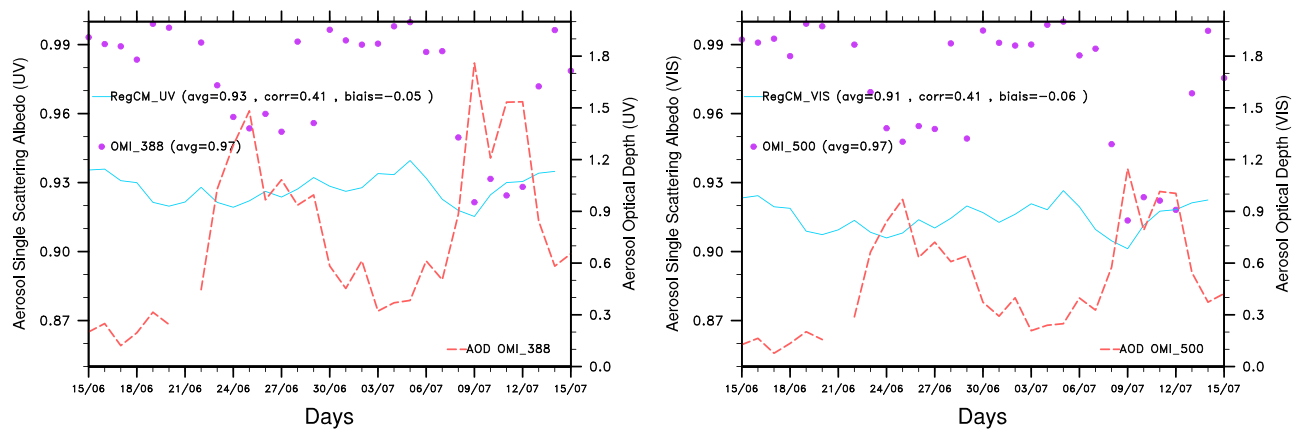 Aerosol Single Scattering Albedo (UV)
0.99
0.96
0.93
0.90
0.87
RegCM_UV (avg=0.93 , corr=0.41 , biais=−0.05 )
OMI_388 (avg=0.97)
AOD OMI_388
1.8
1.5
1.2
0.9
0.6
0.3
0.0
Aerosol Optical Depth (UV)
15/06 18/06 21/06 24/06 27/06 30/06 03/07 06/07 09/07 12/07 15/07
Days
Aerosol Single Scattering Albedo (VIS)
0.99
0.96
0.93
0.90
0.87
RegCM_VIS (avg=0.91 , corr=0.41 , biais=−0.06 )
OMI_500 (avg=0.97)
AOD OMI_500
1.8
1.5
1.2
0.9
0.6
0.3
0.0
Aerosol Optical Depth (VIS)
15/06 18/06 21/06 24/06 27/06 30/06 03/07 06/07 09/07 12/07 15/07
Days